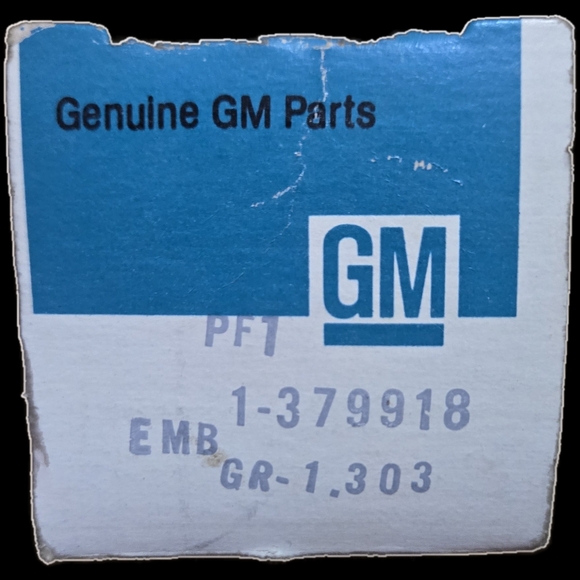 Genuine GM Parts
GM
PF1
1-379918
EMB
GR-1.303